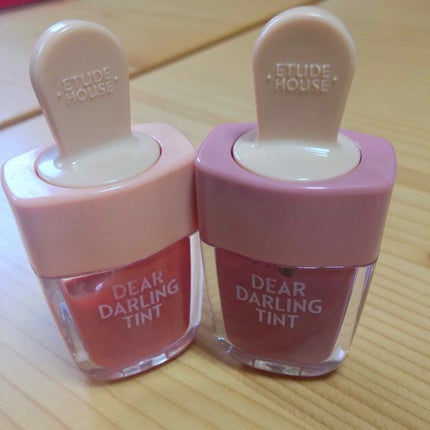 ETUDE
HOUSE
DEAR
DARLING
TINT
ETUDE
HOUSE
DEAR
DARLING
TINT